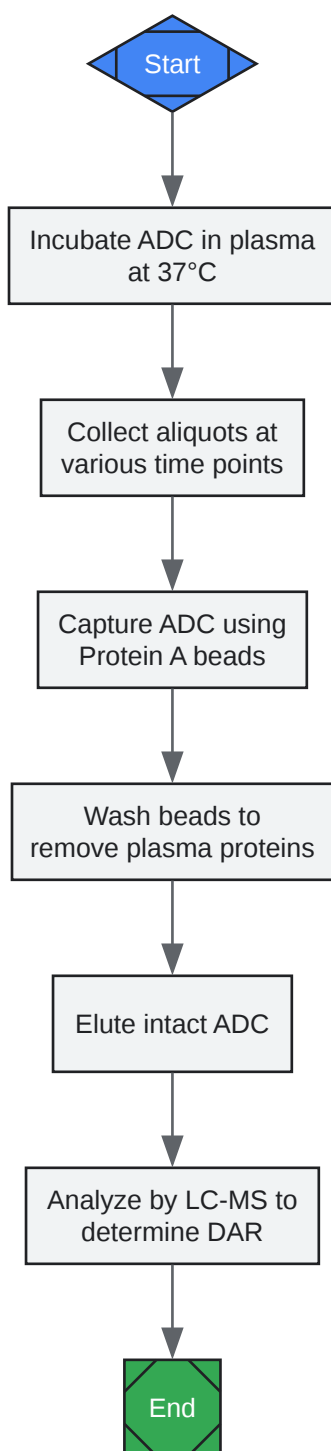 Start
Incubate ADC in plasma
at 37°C
Collect aliquots at
various time points
Capture ADC using
Protein A beads
Wash beads to
remove plasma proteins
Elute intact ADC
Analyze by LC-MS to
determine DAR
End